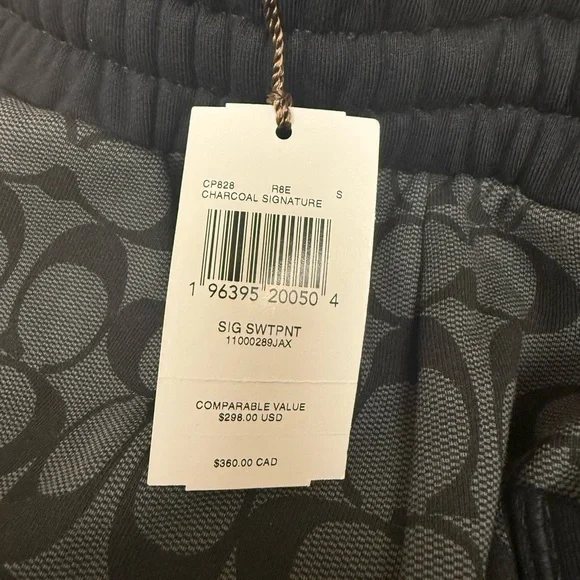 CP828 R8E S
CHARCOAL SIGNATURE
1 96395 20050 4
SIG SWTPNT
11000289JAX
COMPARABLE VALUE
$298.00 USD
$360.00 CAD